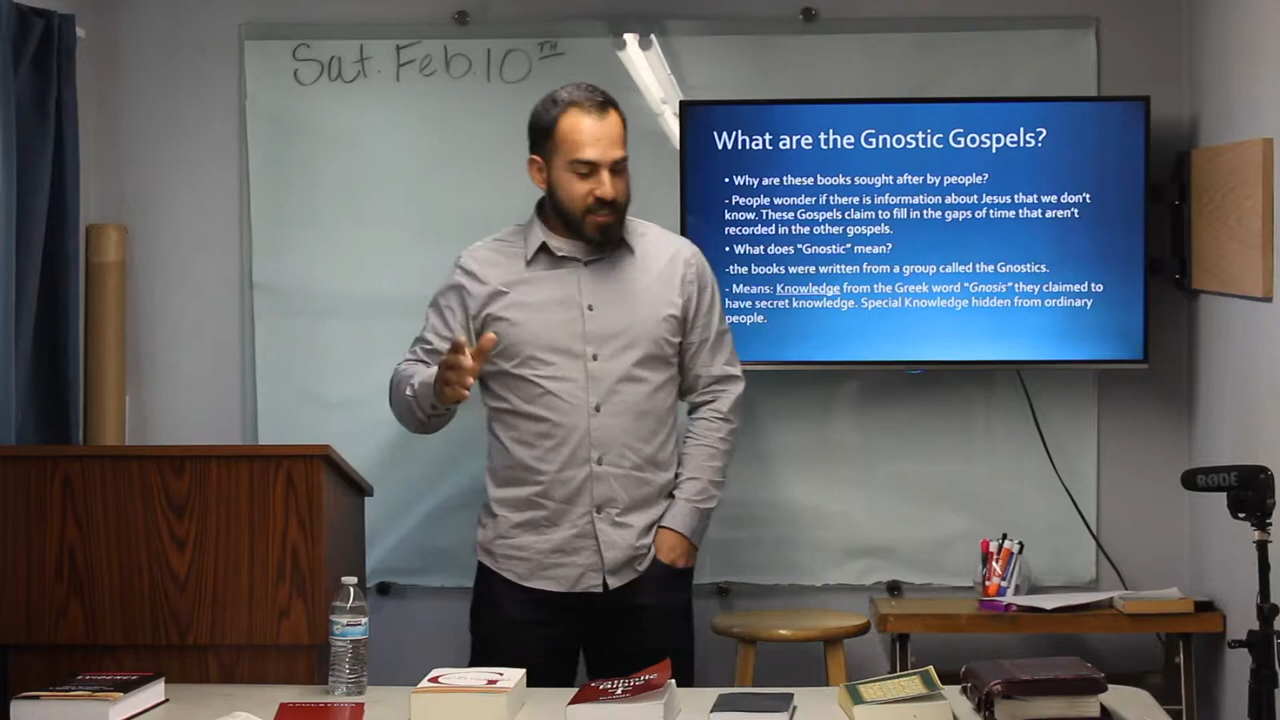 Sat. Feb. 10TH
What are the Gnostic Gospels?
• Why are these books sought after by people?
- People wonder if there is information about Jesus that we don't
know. These Gospels claim to fill in the gaps of time that aren't
recorded in the other gospels.
• What does "Gnostic" mean?
-the books were written from a group called the Gnostics.
- Means: Knowledge from the Greek word "Gnosis" they claimed to
have secret knowledge. Special Knowledge hidden from ordinary
people.
RØDE
EVIDENCE
APOCRYPHA
Catholic
Bible